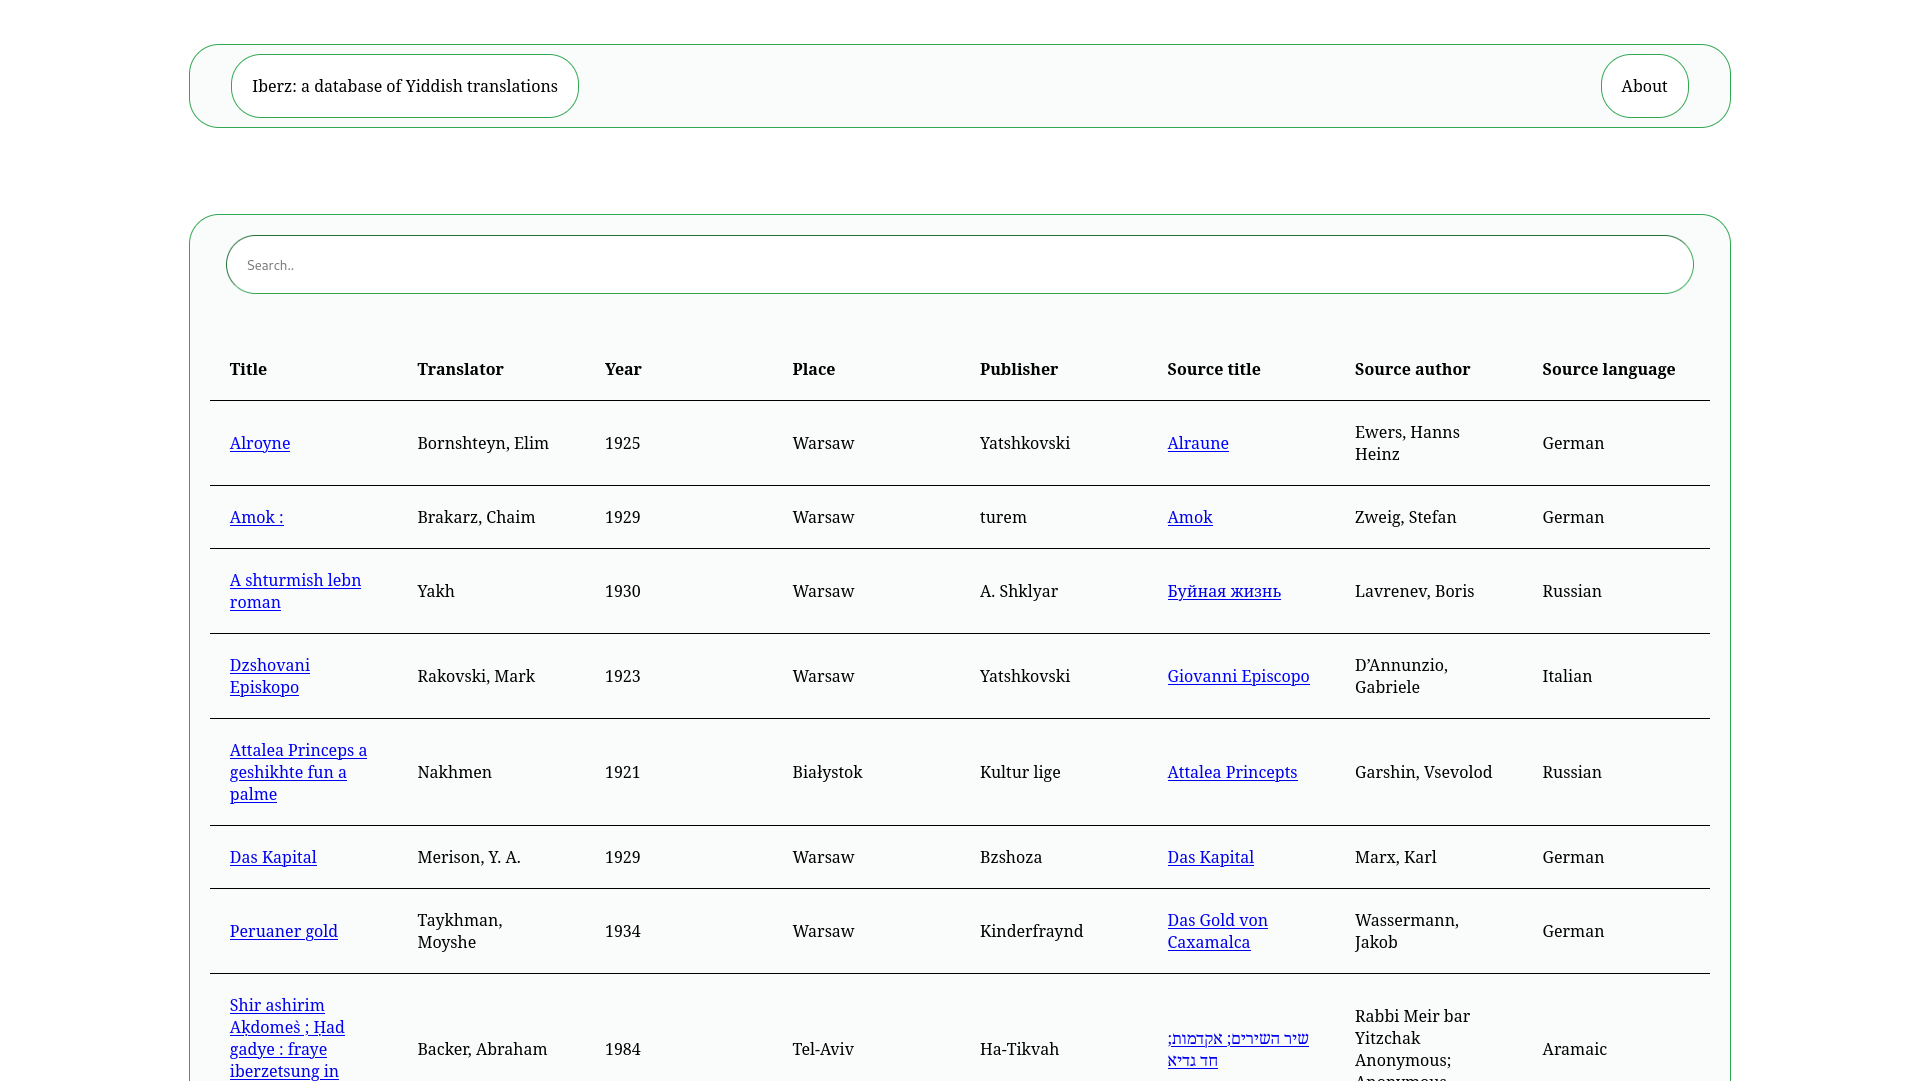 Iberz: a database of Yiddish translations
About
Search..
Title Translator Year Place Publisher Source title Source author Source language
Alroyne Bornshteyn, Elim 1925 Warsaw Yatshkovski Alraune Ewers, Hanns
Heinz German
Amok : Brakarz, Chaim 1929 Warsaw turem Amok Zweig, Stefan German
A shturmish lebn
roman Yakh 1930 Warsaw A. Shklyar Буйная жизнь Lavrenev, Boris Russian
Dzshovani
Episkopo Rakovski, Mark 1923 Warsaw Yatshkovski Giovanni Episcopo D’Annunzio,
Gabriele Italian
Attalea Princeps a
geshikhte fun a
palme Nakhmen 1921 Białystok Kultur lige Attalea Princepts Garshin, Vsevolod Russian
Das Kapital Merison, Y. A. 1929 Warsaw Bzshoza Das Kapital Marx, Karl German
Peruaner gold Taykhman,
Moyshe 1934 Warsaw Kinderfraynd Das Gold von
Caxamalca Wassermann,
Jakob German
Shir ashirim
Aḳdomes̀ ; Ḥad
gadye : fraye
iberzetsung in Backer, Abraham 1984 Tel-Aviv Ha-Tikvah שיר השירים; אקדמות;
חד גדיא Rabbi Meir bar
Yitzchak
Anonymous; Aramaic